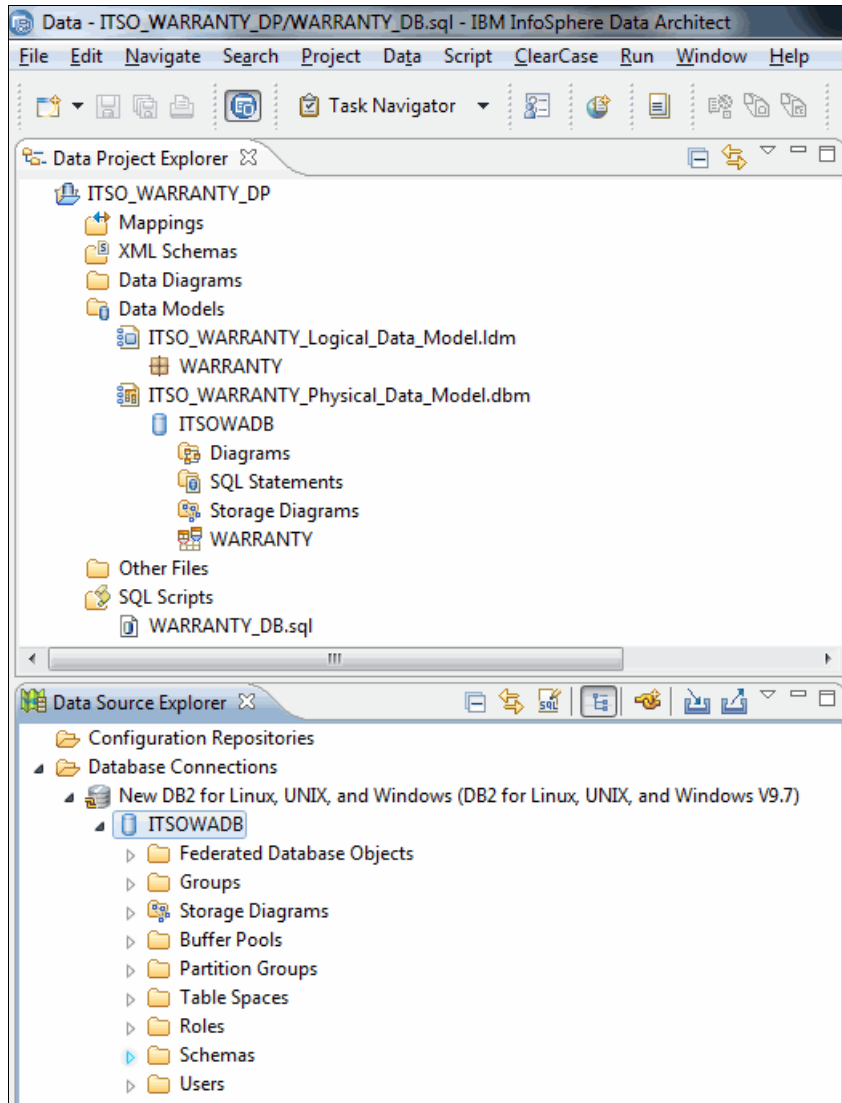 Data - ITSO_WARRANTY_DP/WARRANTY_DB.sql - IBM InfoSphere Data Architect
File Edit Navigate Search Project Data Script ClearCase Run Window Help
Task Navigator
Data Project Explorer
ITSO_WARRANTY_DP
Mappings
XML Schemas
Data Diagrams
Data Models
ITSO_WARRANTY_Logical_Data_Model.ldm
WARRANTY
ITSO_WARRANTY_Physical_Data_Model.dbm
ITSOWADB
Diagrams
SQL Statements
Storage Diagrams
WARRANTY
Other Files
SQL Scripts
WARRANTY_DB.sql
Data Source Explorer
Configuration Repositories
Database Connections
New DB2 for Linux, UNIX, and Windows (DB2 for Linux, UNIX, and Windows V9.7)
ITSOWADB
Federated Database Objects
Groups
Storage Diagrams
Buffer Pools
Partition Groups
Table Spaces
Roles
Schemas
Users